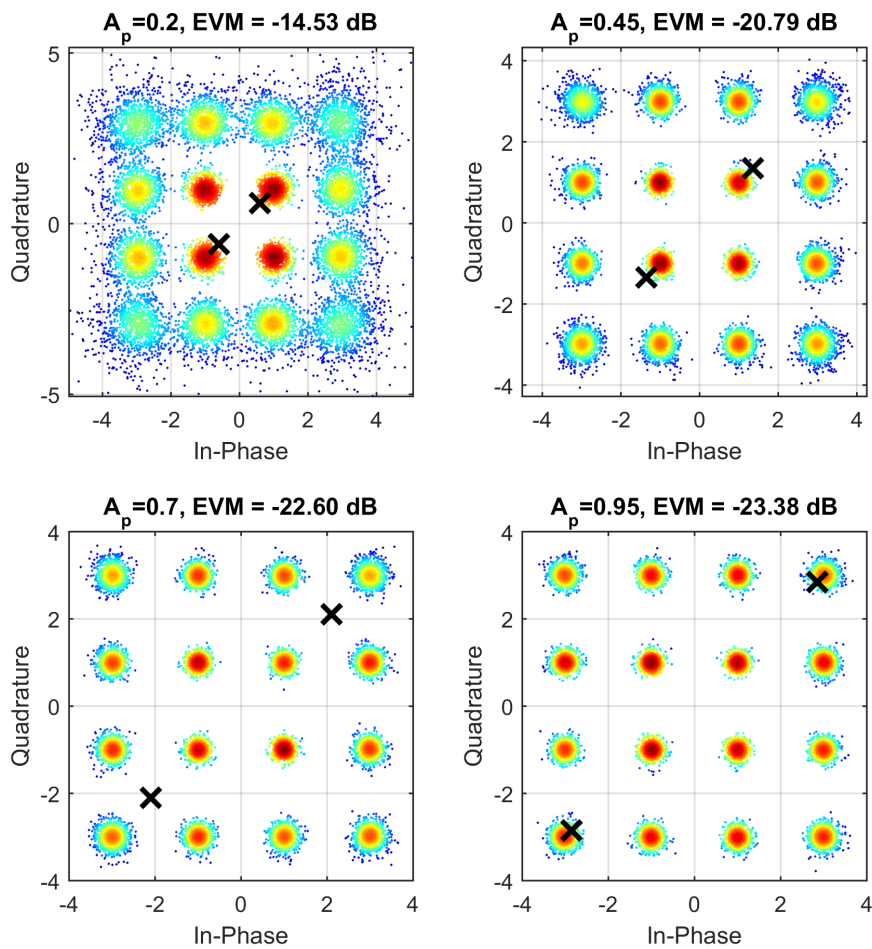 A_p=0.2, EVM = -14.53 dB
5
0
-5
Quadrature
-4 -2 0 2 4
In-Phase
A_p=0.45, EVM = -20.79 dB
4
2
0
-2
-4
Quadrature
-4 -2 0 2 4
In-Phase
A_p=0.7, EVM = -22.60 dB
4
2
0
-2
-4
Quadrature
-4 -2 0 2 4
In-Phase
A_p=0.95, EVM = -23.38 dB
4
2
0
-2
-4
Quadrature
-4 -2 0 2 4
In-Phase